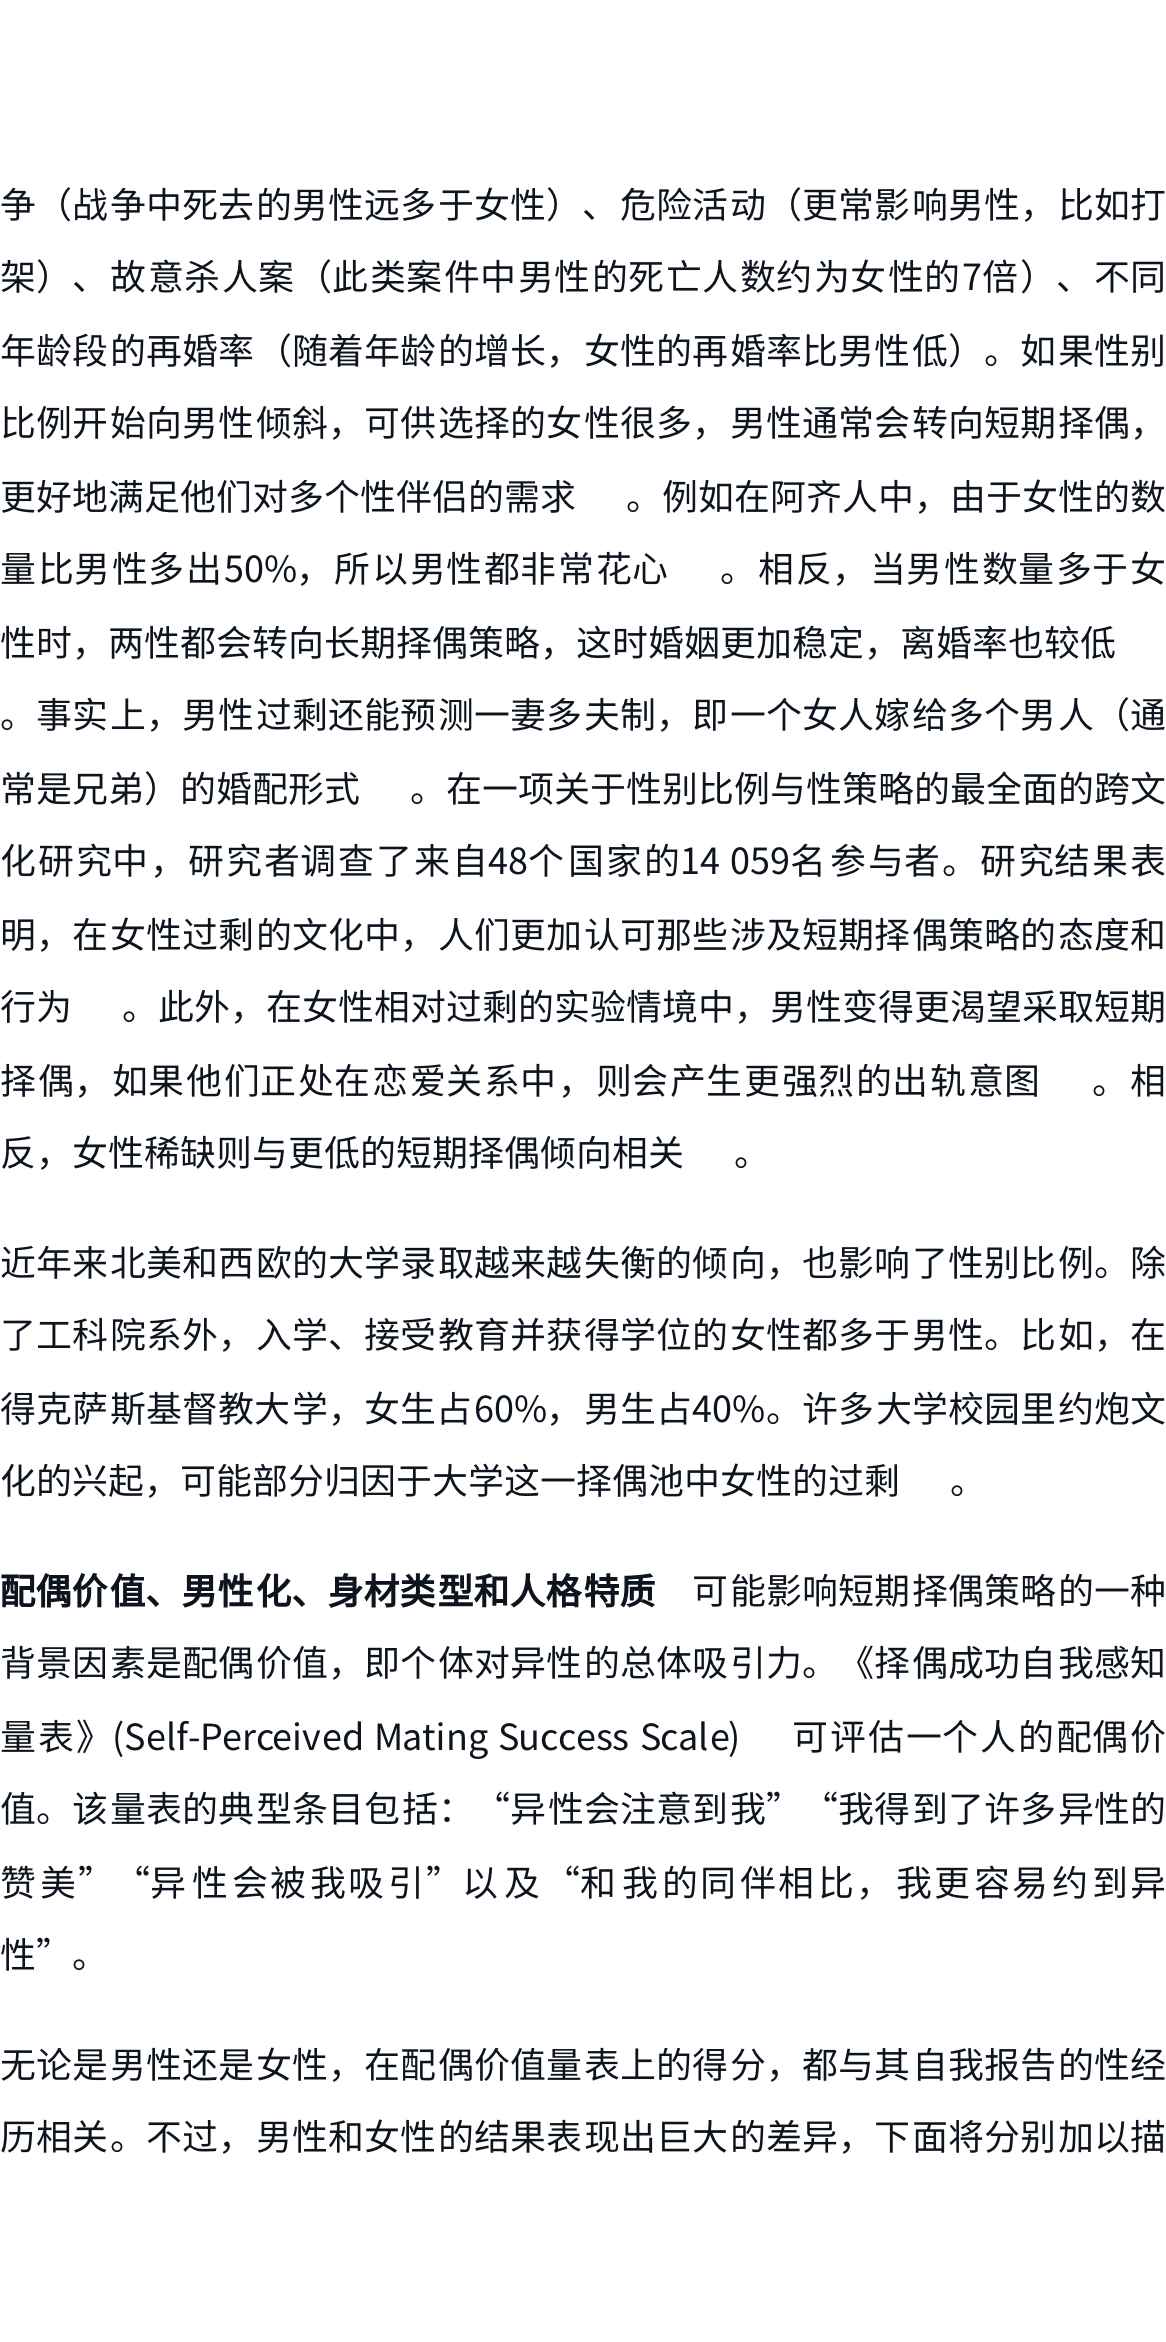 争（战争中死去的男性远多于女性）、危险活动（更常影响男性，比如打
架）、故意杀人案（此类案件中男性的死亡人数约为女性的7倍）、不同
年龄段的再婚率（随着年龄的增长，女性的再婚率比男性低）。如果性别
比例开始向男性倾斜，可供选择的女性很多，男性通常会转向短期择偶，
更好地满足他们对多个性伴侣的需求　。例如在阿齐人中，由于女性的数
量比男性多出50%，所以男性都非常花心　。相反，当男性数量多于女
性时，两性都会转向长期择偶策略，这时婚姻更加稳定，离婚率也较低
。事实上，男性过剩还能预测一妻多夫制，即一个女人嫁给多个男人（通
常是兄弟）的婚配形式　。在一项关于性别比例与性策略的最全面的跨文
化研究中，研究者调查了来自48个国家的14 059名参与者。研究结果表
明，在女性过剩的文化中，人们更加认可那些涉及短期择偶策略的态度和
行为　。此外，在女性相对过剩的实验情境中，男性变得更渴望采取短期
择偶，如果他们正处在恋爱关系中，则会产生更强烈的出轨意图　。相
反，女性稀缺则与更低的短期择偶倾向相关　。
近年来北美和西欧的大学录取越来越失衡的倾向，也影响了性别比例。除
了工科院系外，入学、接受教育并获得学位的女性都多于男性。比如，在
得克萨斯基督教大学，女生占60%，男生占40%。许多大学校园里约炮文
化的兴起，可能部分归因于大学这一择偶池中女性的过剩　。
配偶价值、男性化、身材类型和人格特质　可能影响短期择偶策略的一种
背景因素是配偶价值，即个体对异性的总体吸引力。《择偶成功自我感知
量表》(Self-Perceived Mating Success Scale)　可评估一个人的配偶价
值。该量表的典型条目包括：“异性会注意到我”“我得到了许多异性的
赞美”“异性会被我吸引”以及“和我的同伴相比，我更容易约到异
性”。
无论是男性还是女性，在配偶价值量表上的得分，都与其自我报告的性经
历相关。不过，男性和女性的结果表现出巨大的差异，下面将分别加以描